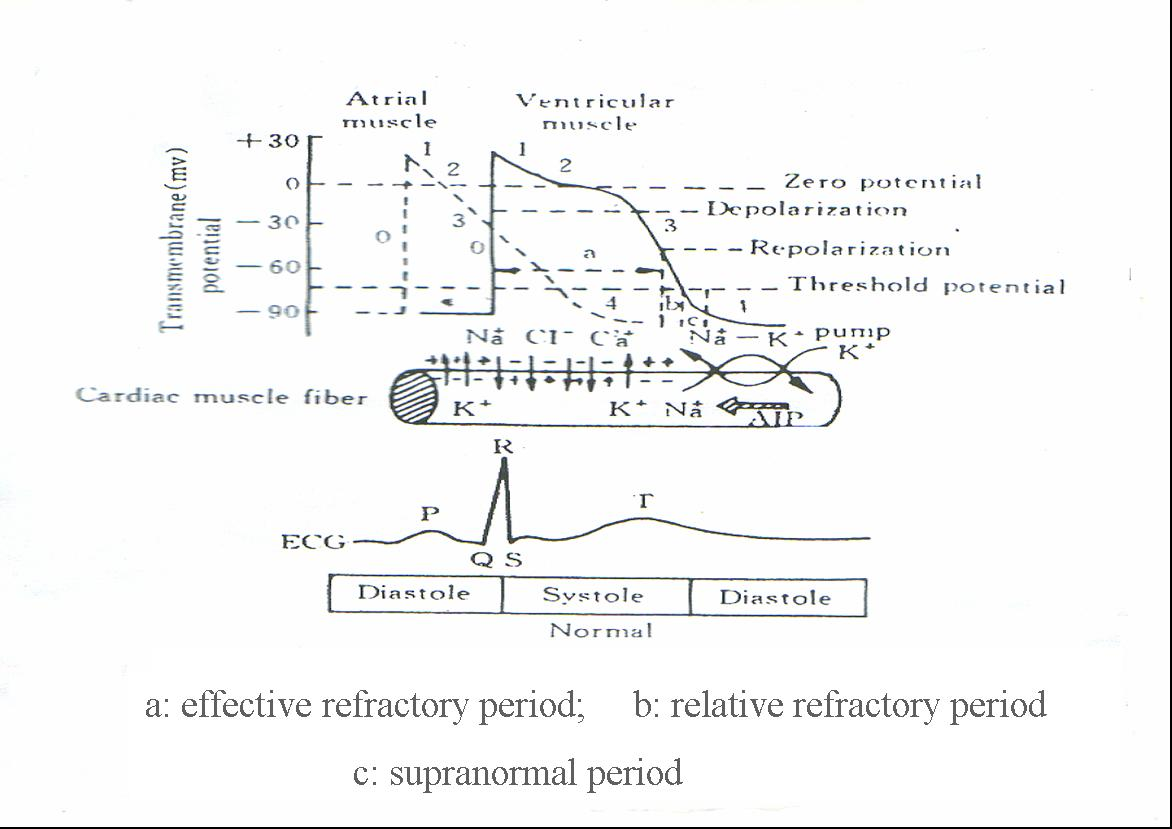 Atrial muscle
Ventricular muscle
Transmembrane(mv) potential
+30
0
−30
−60
−90
1
2
3
0
4
1
2
3
0
a
b
c
1
Zero potential
Depolarization
Repolarization
Threshold potential
Na+ Cl− Ca+ Na+ − K+ pump
K+
Cardiac muscle fiber
K+ K+ Na+
R
P
T
ECG
Q S
Diastole Systole Diastole
Normal
a: effective refractory period; b: relative refractory period
c: supranormal period